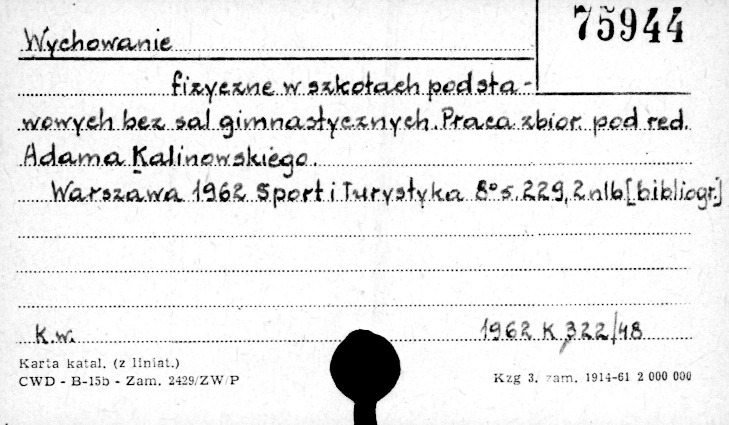 75944
Wychowanie
fizyczne w szkołach podsta-
wowych bez sal gimnastycznych. Praca zbior. pod red.
Adama Kalinowskiego.
Warszawa 1962 Sport i Turystyka 8° s. 229, 2 nlb [bibliogr.]
K.w. 1962 K 322/48
Karta katal. (z liniat.)
CWD - B-15b - Zam. 2429/ZW/P Kzg 3. zam. 1914-61 2 000 000